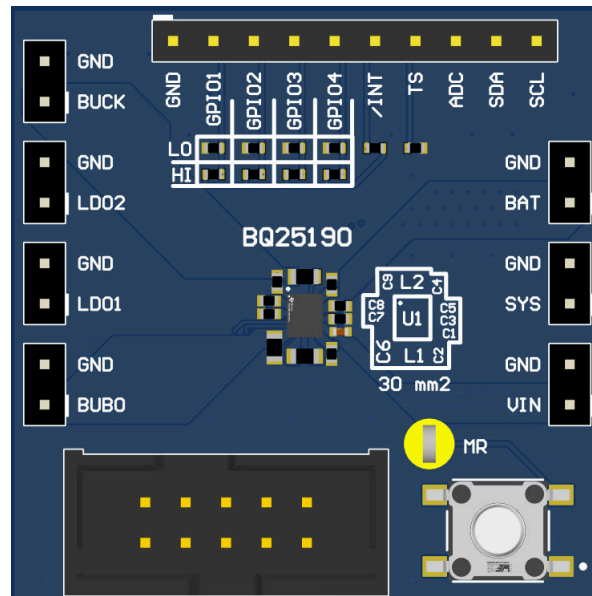 GND
BUCK
GND
LDO2
GND
LDO1
GND
BUBO
GND
GPIO1
GPIO2
GPIO3
GPIO4
/INT
TS
ADC
SDA
SCL
LO
HI
BQ25190
C9 L2 C4
C8
C7
U1
C5
C3
C1
C6 L1 C2
30 mm2
GND
BAT
GND
SYS
GND
VIN
MR